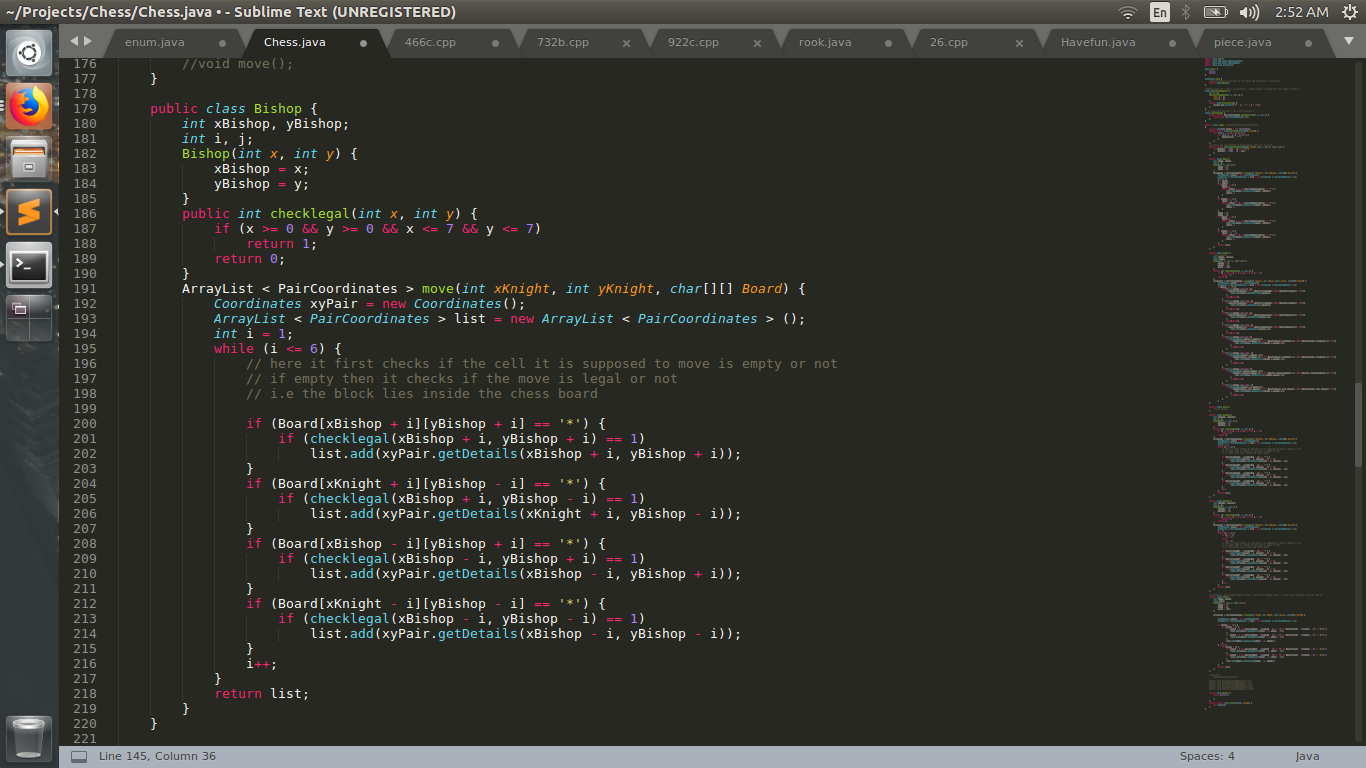 ~/Projects/Chess/Chess.java • - Sublime Text (UNREGISTERED)
En
2:52 AM
enum.java
Chess.java
466c.cpp
732b.cpp
922c.cpp
rook.java
26.cpp
Havefun.java
piece.java
176 //void move();
177 }
178
179 public class Bishop {
180 int xBishop, yBishop;
181 int i, j;
182 Bishop(int x, int y) {
183 xBishop = x;
184 yBishop = y;
185 }
186 public int checklegal(int x, int y) {
187 if (x >= 0 && y >= 0 && x <= 7 && y <= 7)
188 return 1;
189 return 0;
190 }
191 ArrayList < PairCoordinates > move(int xKnight, int yKnight, char[][] Board) {
192 Coordinates xyPair = new Coordinates();
193 ArrayList < PairCoordinates > list = new ArrayList < PairCoordinates > ();
194 int i = 1;
195 while (i <= 6) {
196 // here it first checks if the cell it is supposed to move is empty or not
197 // if empty then it checks if the move is legal or not
198 // i.e the block lies inside the chess board
199
200 if (Board[xBishop + i][yBishop + i] == '*') {
201 if (checklegal(xBishop + i, yBishop + i) == 1)
202 list.add(xyPair.getDetails(xBishop + i, yBishop + i));
203 }
204 if (Board[xKnight + i][yBishop - i] == '*') {
205 if (checklegal(xBishop + i, yBishop - i) == 1)
206 list.add(xyPair.getDetails(xKnight + i, yBishop - i));
207 }
208 if (Board[xBishop - i][yBishop + i] == '*') {
209 if (checklegal(xBishop - i, yBishop + i) == 1)
210 list.add(xyPair.getDetails(xBishop - i, yBishop + i));
211 }
212 if (Board[xKnight - i][yBishop - i] == '*') {
213 if (checklegal(xBishop - i, yBishop - i) == 1)
214 list.add(xyPair.getDetails(xBishop - i, yBishop - i));
215 }
216 i++;
217 }
218 return list;
219 }
220 }
221
Line 145, Column 36
Spaces: 4
Java